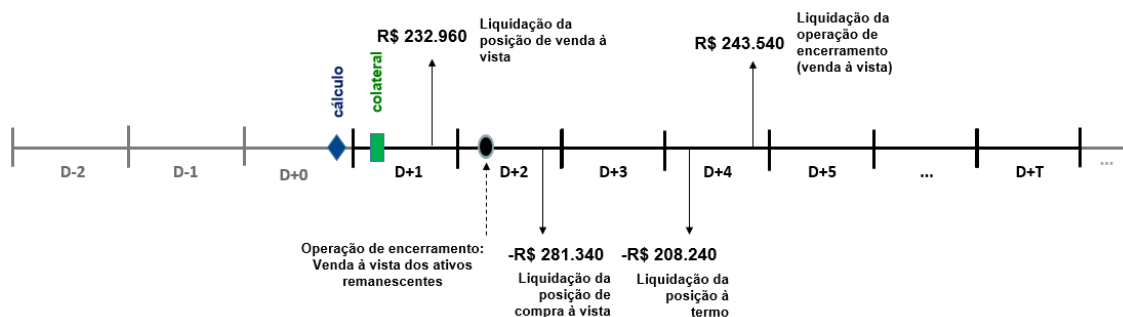 R$ 232.960
Liquidação da
posição de venda à
vista
R$ 243.540
Liquidação da
operação de
encerramento
(venda à vista)
cálculo
colateral
D-2
D-1
D+0
D+1
D+2
D+3
D+4
D+5
...
D+T
...
Operação de encerramento:
Venda à vista dos ativos
remanescentes
-R$ 281.340
Liquidação da
posição de
compra à vista
-R$ 208.240
Liquidação da
posição à
termo